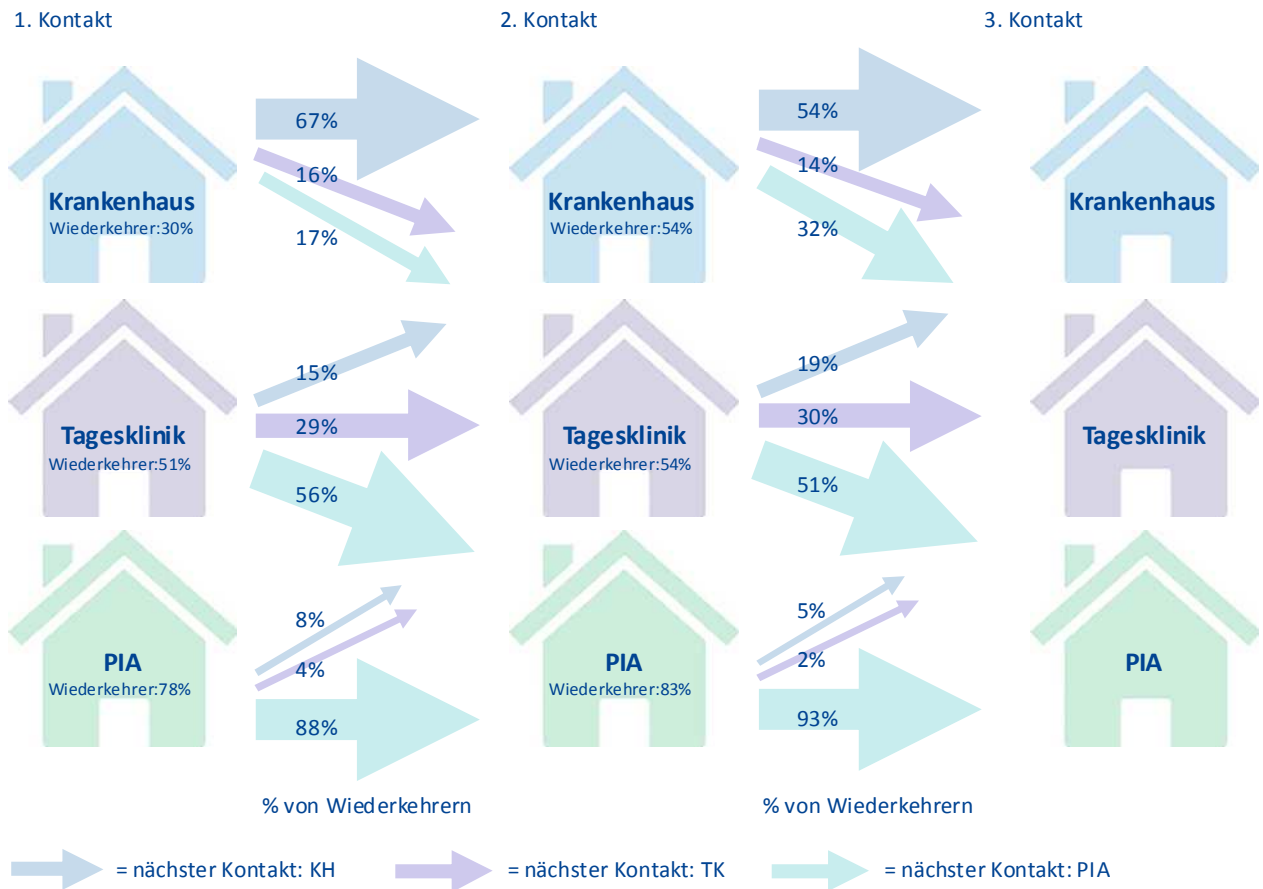 1. Kontakt
2. Kontakt
3. Kontakt
67%
54%
16%
14%
Krankenhaus
Wiederkehrer:30%
Krankenhaus
Wiederkehrer:54%
Krankenhaus
17%
32%
15%
19%
29%
30%
Tagesklinik
Wiederkehrer:51%
Tagesklinik
Wiederkehrer:54%
Tagesklinik
56%
51%
8%
5%
4%
2%
PIA
Wiederkehrer:78%
PIA
Wiederkehrer:83%
PIA
88%
93%
% von Wiederkehrern
% von Wiederkehrern
= nächster Kontakt: KH
= nächster Kontakt: TK
= nächster Kontakt: PIA